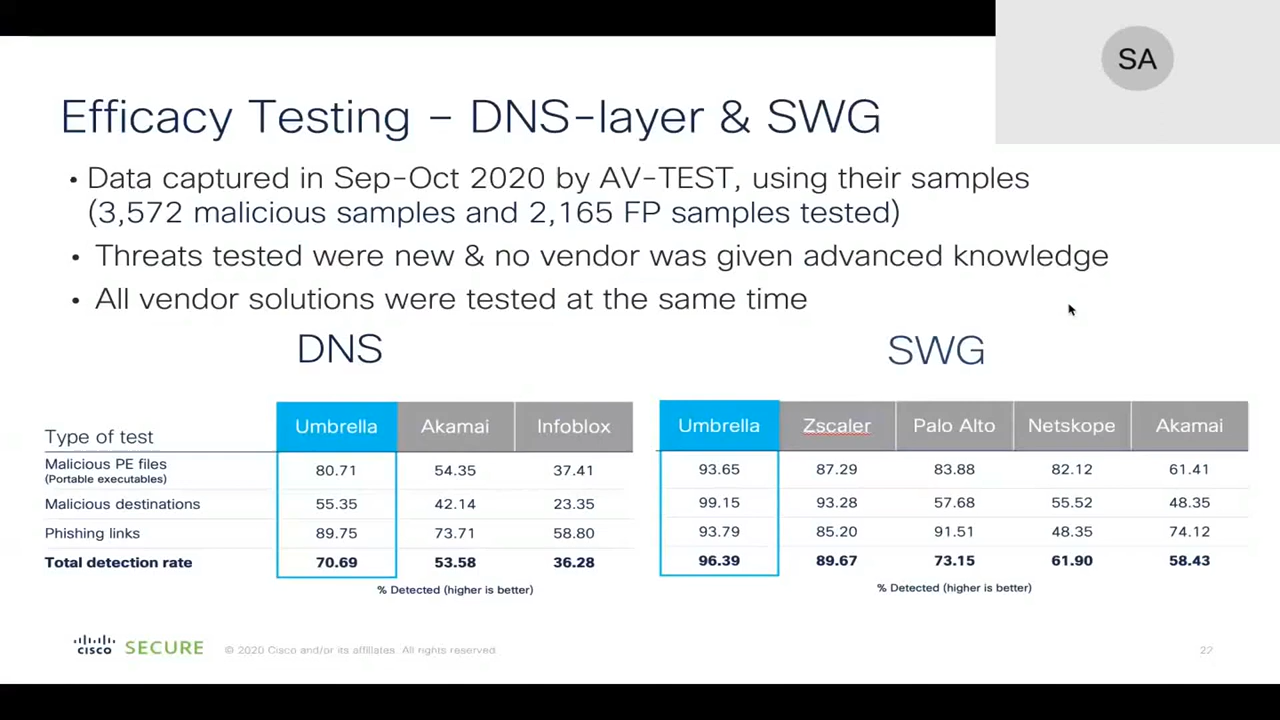 SA
Efficacy Testing – DNS-layer & SWG
• Data captured in Sep-Oct 2020 by AV-TEST, using their samples
(3,572 malicious samples and 2,165 FP samples tested)
• Threats tested were new & no vendor was given advanced knowledge
• All vendor solutions were tested at the same time
DNS
Type of test Umbrella Akamai Infoblox
Malicious PE files 80.71 54.35 37.41
(Portable executables)
Malicious destinations 55.35 42.14 23.35
Phishing links 89.75 73.71 58.80
Total detection rate 70.69 53.58 36.28
% Detected (higher is better)
SWG
Umbrella Zscaler Palo Alto Netskope Akamai
93.65 87.29 83.88 82.12 61.41
99.15 93.28 57.68 55.52 48.35
93.79 85.20 91.51 48.35 74.12
96.39 89.67 73.15 61.90 58.43
% Detected (higher is better)
cisco SECURE © 2020 Cisco and/or its affiliates. All rights reserved. 27